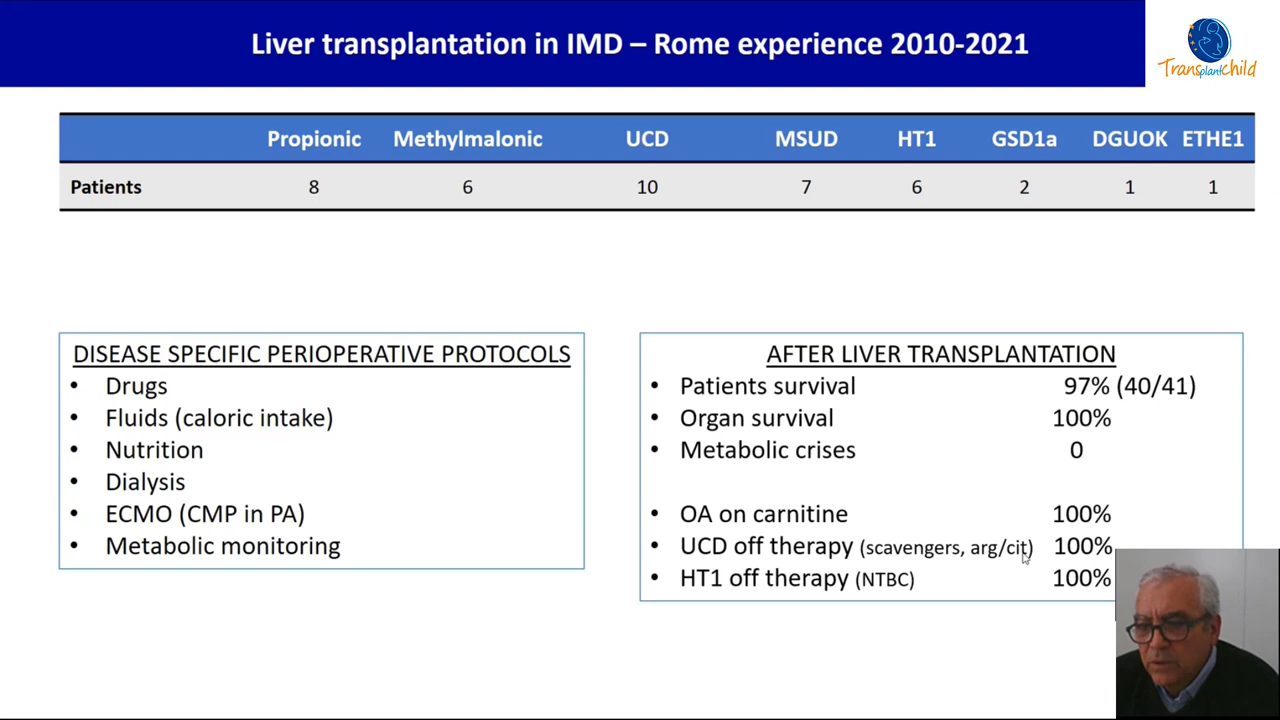 Liver transplantation in IMD – Rome experience 2010-2021
TransplantChild
Propionic Methylmalonic UCD MSUD HT1 GSD1a DGUOK ETHE1
Patients 8 6 10 7 6 2 1 1
DISEASE SPECIFIC PERIOPERATIVE PROTOCOLS
• Drugs
• Fluids (caloric intake)
• Nutrition
• Dialysis
• ECMO (CMP in PA)
• Metabolic monitoring
AFTER LIVER TRANSPLANTATION
• Patients survival 97% (40/41)
• Organ survival 100%
• Metabolic crises 0
• OA on carnitine 100%
• UCD off therapy (scavengers, arg/cit) 100%
• HT1 off therapy (NTBC) 100%